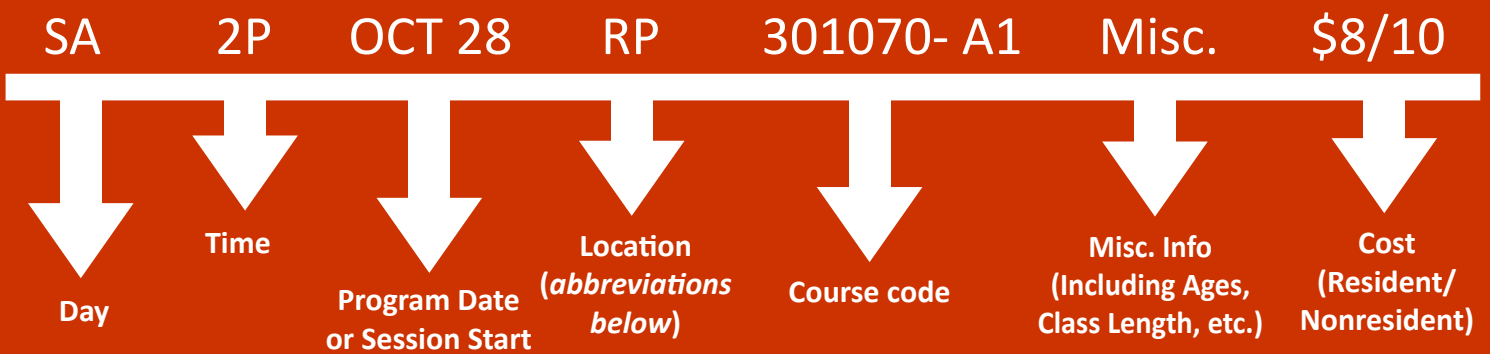 SA 2P OCT 28 RP 301070- A1 Misc. $8/10
Day
Time
Program Date
or Session Start
Location
(abbreviations
below)
Course code
Misc. Info
(Including Ages,
Class Length, etc.)
Cost
(Resident/
Nonresident)